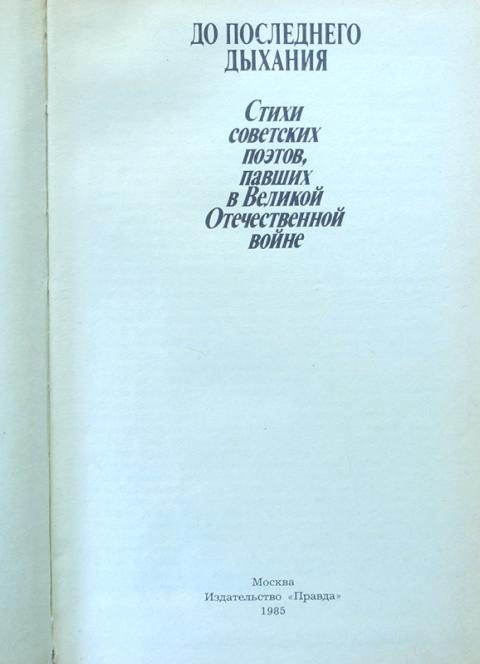 ДО ПОСЛЕДНЕГО
ДЫХАНИЯ
Стихи
советских
поэтов,
павших
в Великой
Отечественной
войне
Москва
Издательство «Правда»
1985